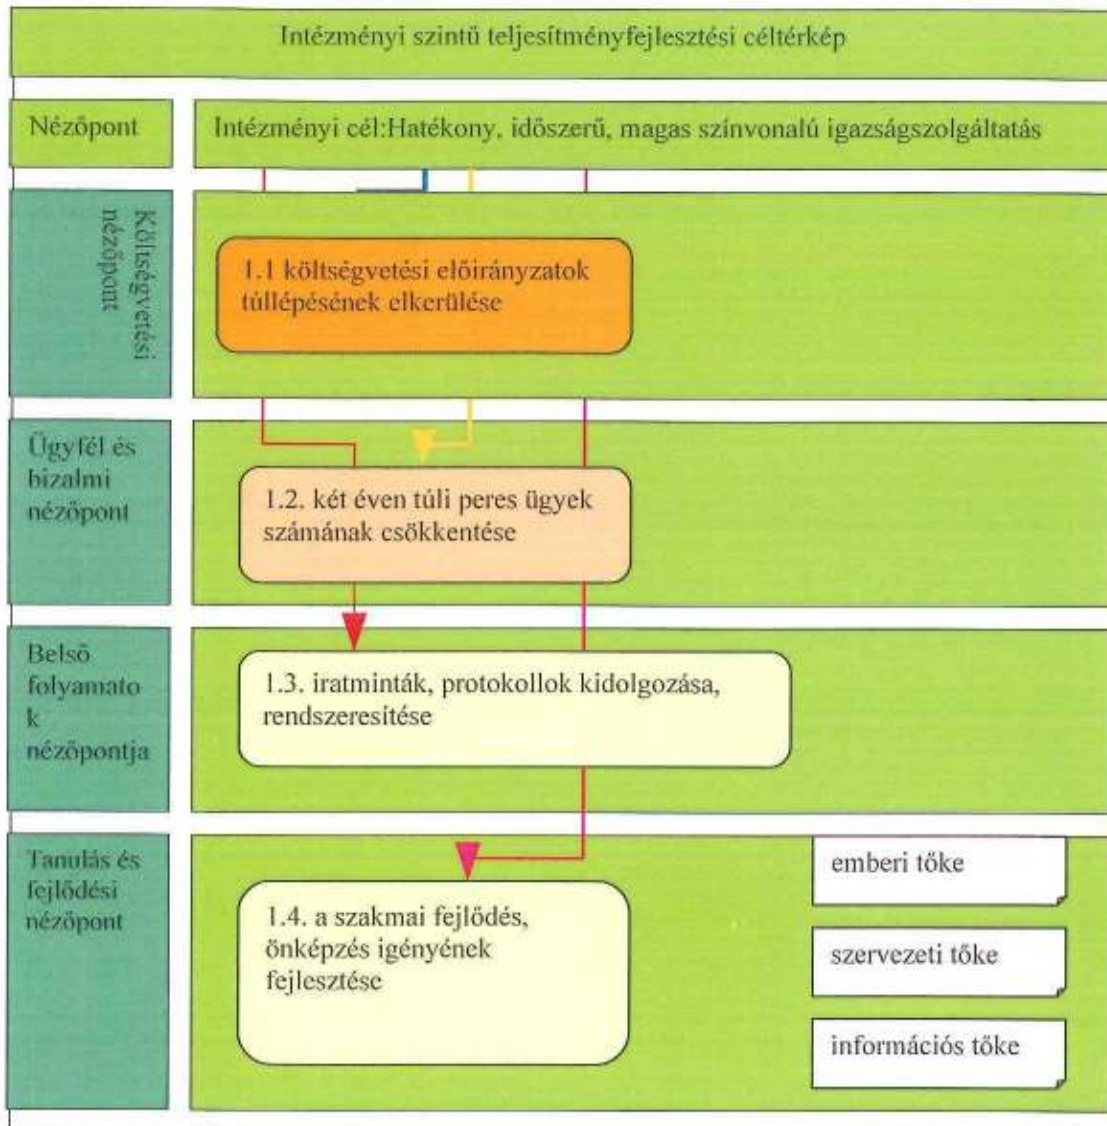 Intézményi szintű teljesítményfejlesztési céltérkép
Nézőpont
Intézményi cél:Hatékony, időszerű, magas színvonalú igazságszolgáltatás
Költségvetési
nézőpont
1.1 költségvetési előirányzatok
túllépésének elkerülése
Ügyfél és
bizalmi
nézőpont
1.2. két éven túli peres ügyek
számának csökkentése
Belső
folyamato
k
nézőpontja
1.3. iratminták, protokollok kidolgozása,
rendszeresítése
Tanulás és
fejlődési
nézőpont
1.4. a szakmai fejlődés,
önképzés igényének
fejlesztése
emberi tőke
szervezeti tőke
információs tőke